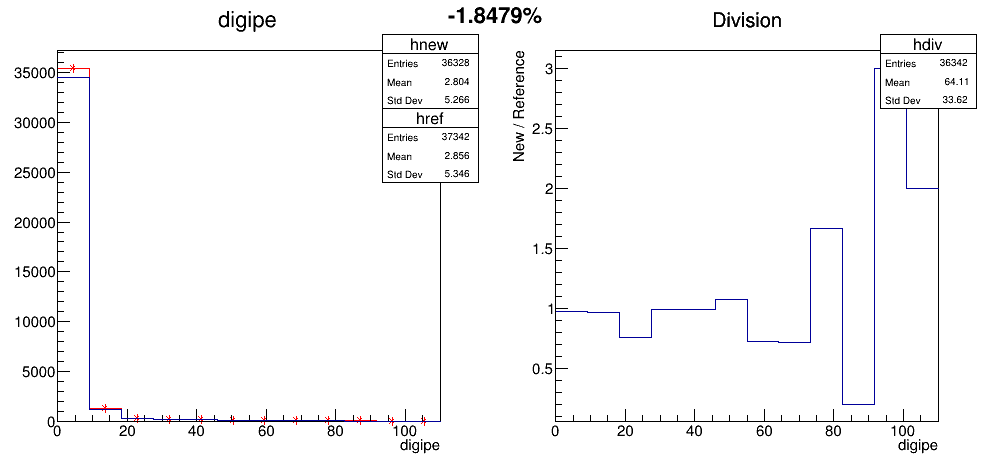 -1.8479%
digipe
hnew
Entries 36328
Mean 2.804
Std Dev 5.266
href
Entries 37342
Mean 2.856
Std Dev 5.346
35000
30000
25000
20000
15000
10000
5000
0
0 20 40 60 80 100
digipe
Division
hdiv
Entries 36342
Mean 64.11
Std Dev 33.62
New / Reference
3
2.5
2
1.5
1
0.5
0 20 40 60 80 100
digipe